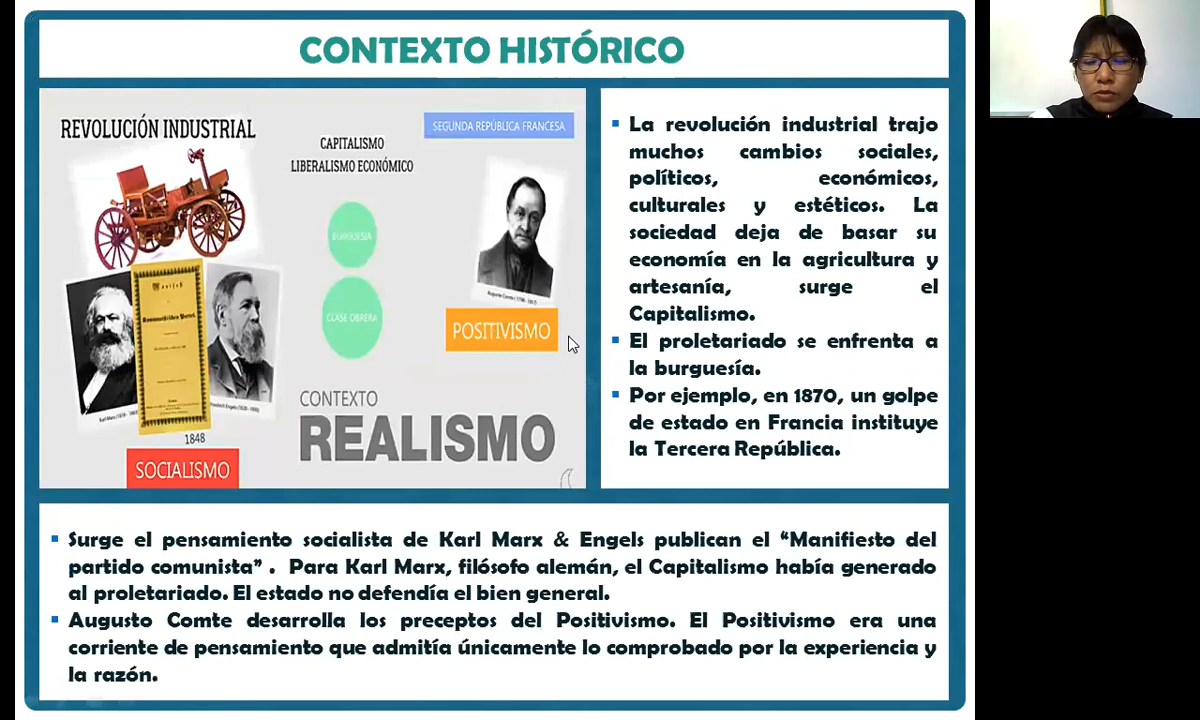 CONTEXTO HISTÓRICO
REVOLUCIÓN INDUSTRIAL
CAPITALISMO
LIBERALISMO ECONÓMICO
SEGUNDA REPÚBLICA FRANCESA
BURGUESÍA
CLASE OBRERA
POSITIVISMO
1848
SOCIALISMO
CONTEXTO
REALISMO
La revolución industrial trajo
muchos cambios sociales,
políticos, económicos,
culturales y estéticos. La
sociedad deja de basar su
economía en la agricultura y
artesanía, surge el
Capitalismo.
El proletariado se enfrenta a
la burguesía.
Por ejemplo, en 1870, un golpe
de estado en Francia instituye
la Tercera República.
Surge el pensamiento socialista de Karl Marx & Engels publican el “Manifiesto del
partido comunista” . Para Karl Marx, filósofo alemán, el Capitalismo había generado
al proletariado. El estado no defendía el bien general.
Augusto Comte desarrolla los preceptos del Positivismo. El Positivismo era una
corriente de pensamiento que admitía únicamente lo comprobado por la experiencia y
la razón.